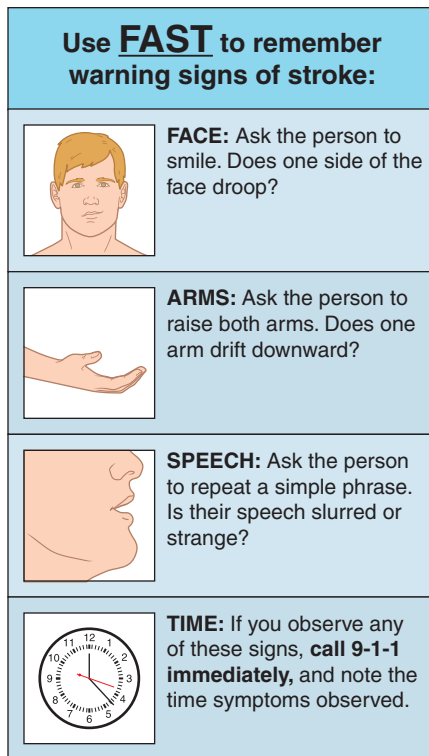 Use FAST to remember
warning signs of stroke:
FACE: Ask the person to
smile. Does one side of the
face droop?
ARMS: Ask the person to
raise both arms. Does one
arm drift downward?
SPEECH: Ask the person
to repeat a simple phrase.
Is their speech slurred or
strange?
12
11 1
10 2
9 3
8 4
7 5
6
TIME: If you observe any
of these signs, call 9-1-1
immediately, and note the
time symptoms observed.